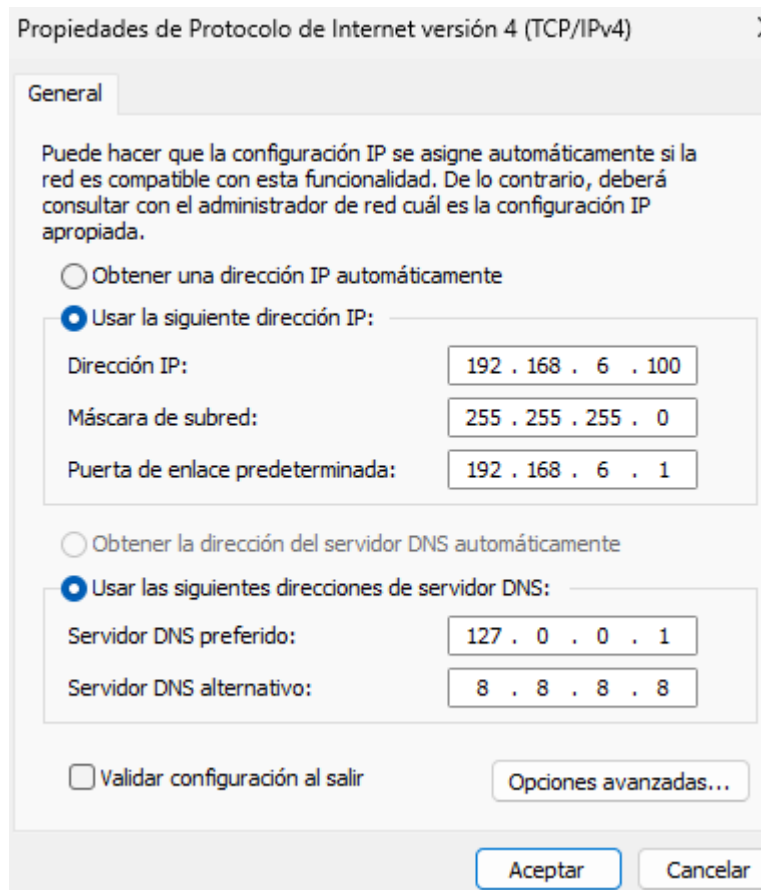 Propiedades de Protocolo de Internet versión 4 (TCP/IPv4)
General
Puede hacer que la configuración IP se asigne automáticamente si la
red es compatible con esta funcionalidad. De lo contrario, deberá
consultar con el administrador de red cuál es la configuración IP
apropiada.
Obtener una dirección IP automáticamente
Usar la siguiente dirección IP:
Dirección IP: 192 . 168 . 6 . 100
Máscara de subred: 255 . 255 . 255 . 0
Puerta de enlace predeterminada: 192 . 168 . 6 . 1
Obtener la dirección del servidor DNS automáticamente
Usar las siguientes direcciones de servidor DNS:
Servidor DNS preferido: 127 . 0 . 0 . 1
Servidor DNS alternativo: 8 . 8 . 8 . 8
Validar configuración al salir
Opciones avanzadas...
Aceptar Cancelar